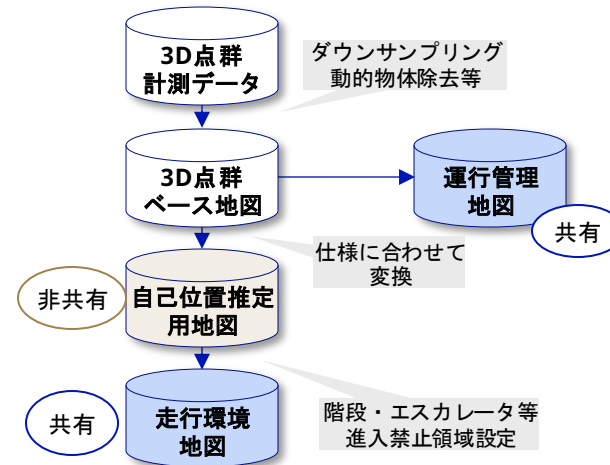 3D点群
計測データ
ダウンサンプリング
動的物体除去等
3D点群
ベース地図
運行管理
地図
共有
仕様に合わせて
変換
非共有
自己位置推定
用地図
共有
走行環境
地図
階段・エスカレータ等
進入禁止領域設定